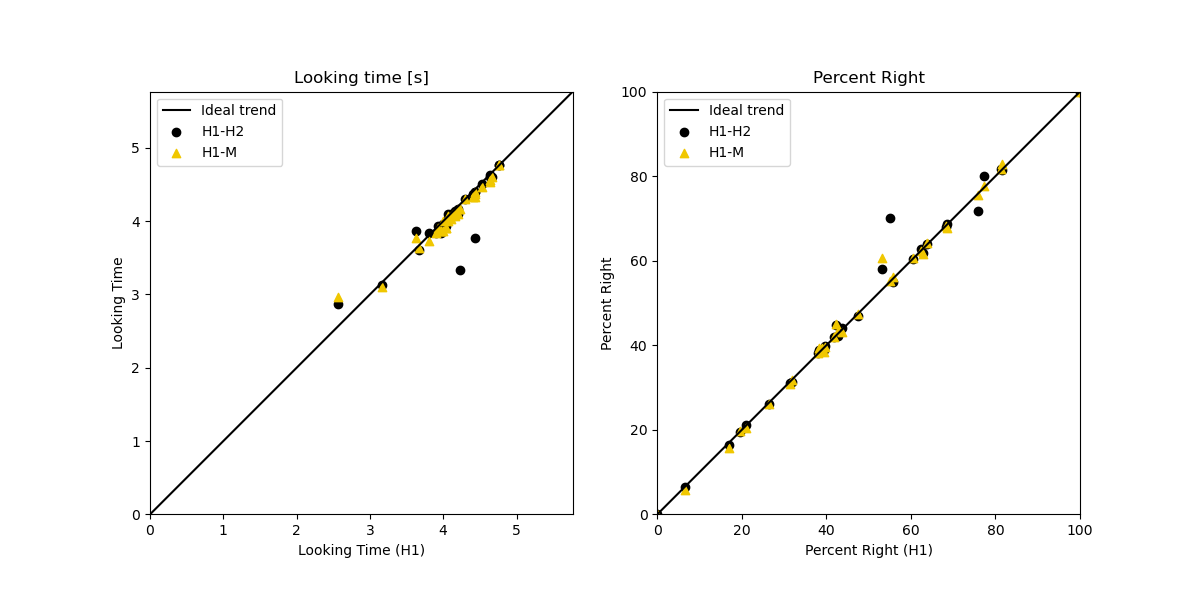 Looking time [s]
Ideal trend
H1-H2
H1-M
Looking Time
5
4
3
2
1
0
0 1 2 3 4 5
Looking Time (H1)
Percent Right
Ideal trend
H1-H2
H1-M
Percent Right
100
80
60
40
20
0
0 20 40 60 80 100
Percent Right (H1)